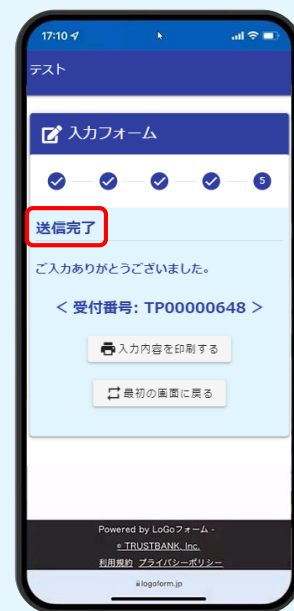 17:10
テスト
入力フォーム
5
送信完了
ご入力ありがとうございました。
< 受付番号: TP00000648 >
入力内容を印刷する
最初の画面に戻る
Powered by LoGoフォーム -
© TRUSTBANK, Inc.
利用規約 プライバシーポリシー
logoform.jp